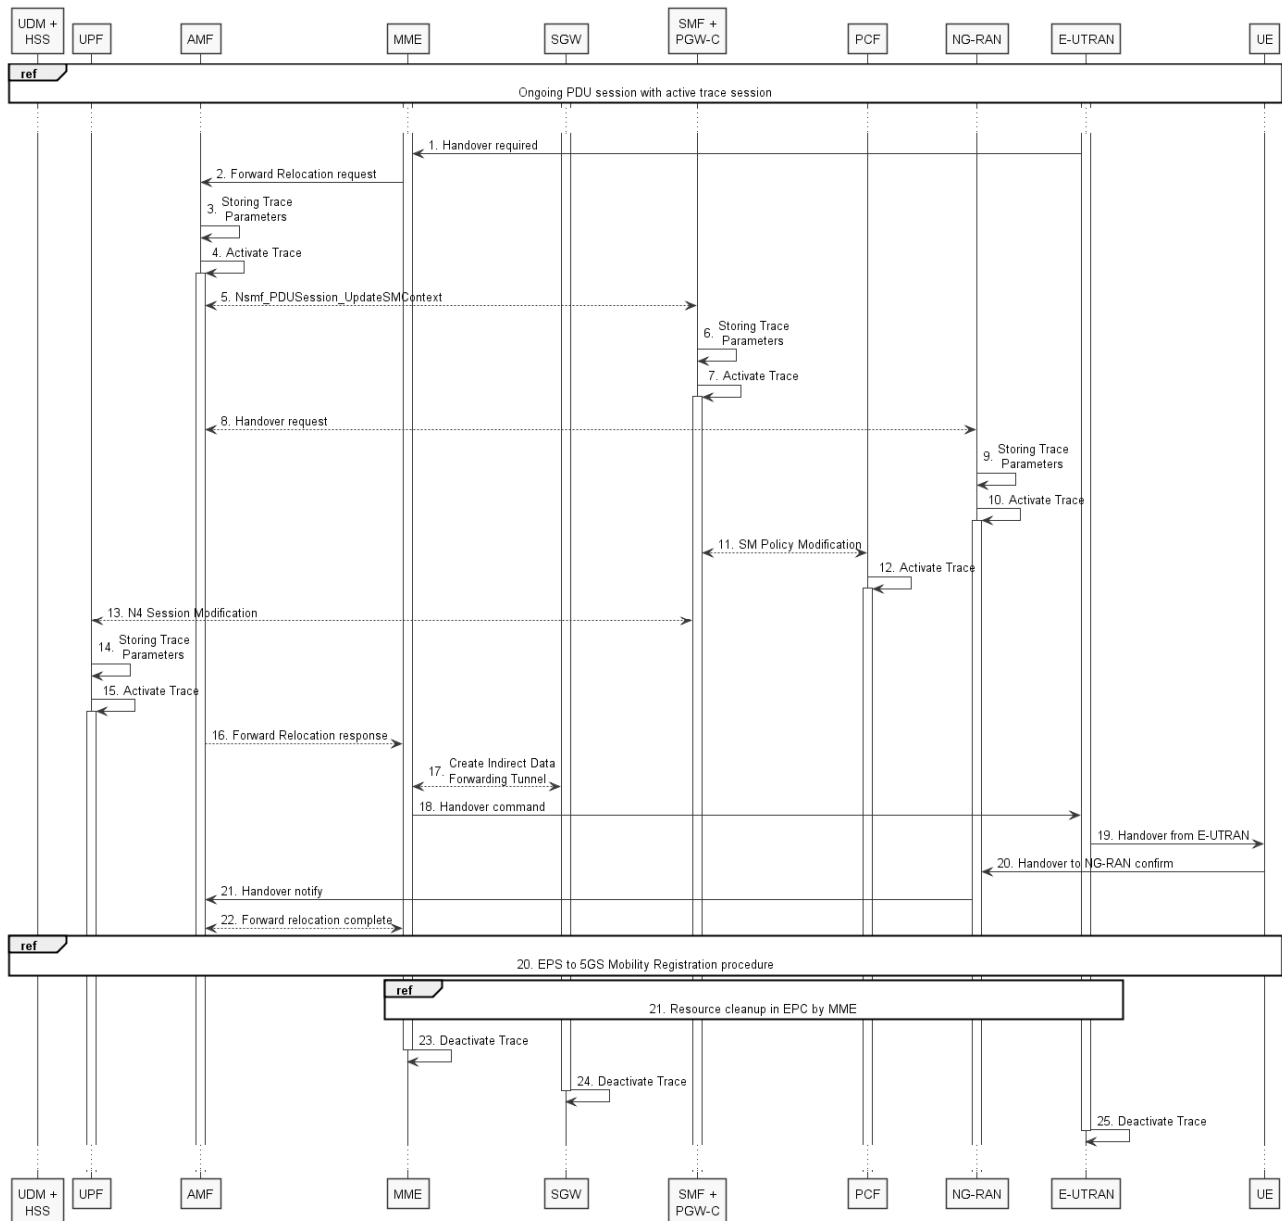 UDM +
HSS
UPF
AMF
MME
SGW
SMF +
PGW-C
PCF
NG-RAN
E-UTRAN
UE
ref
Ongoing PDU session with active trace session
1. Handover required
2. Forward Relocation request
3. Storing Trace
Parameters
4. Activate Trace
5. Nsmf_PDUSession_UpdateSMContext
6. Storing Trace
Parameters
7. Activate Trace
8. Handover request
9. Storing Trace
Parameters
10. Activate Trace
11. SM Policy Modification
12. Activate Trace
13. N4 Session Modification
14. Storing Trace
Parameters
15. Activate Trace
16. Forward Relocation response
17. Create Indirect Data
Forwarding Tunnel
18. Handover command
19. Handover from E-UTRAN
20. Handover to NG-RAN confirm
21. Handover notify
22. Forward relocation complete
ref
20. EPS to 5GS Mobility Registration procedure
ref
21. Resource cleanup in EPC by MME
23. Deactivate Trace
24. Deactivate Trace
25. Deactivate Trace
UDM +
HSS
UPF
AMF
MME
SGW
SMF +
PGW-C
PCF
NG-RAN
E-UTRAN
UE